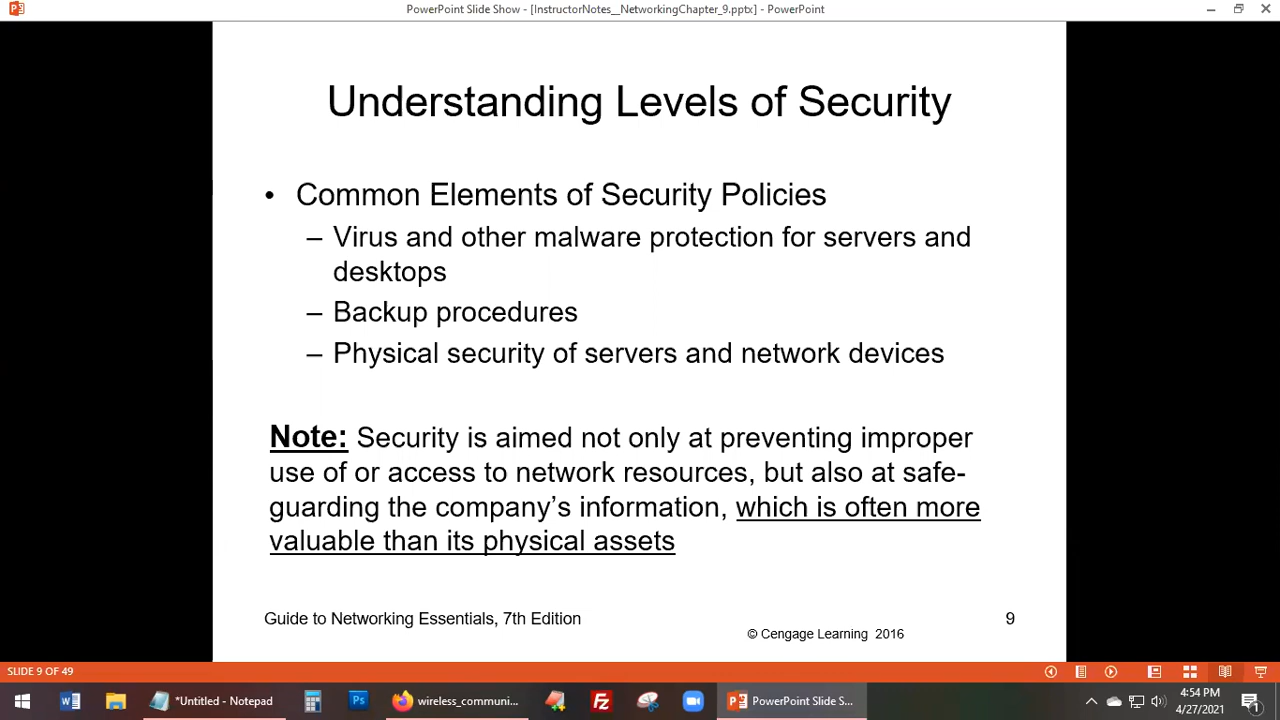 PowerPoint Slide Show - [InstructorNotes__NetworkingChapter_9.pptx] - PowerPoint
Understanding Levels of Security
• Common Elements of Security Policies
– Virus and other malware protection for servers and
desktops
– Backup procedures
– Physical security of servers and network devices
Note: Security is aimed not only at preventing improper
use of or access to network resources, but also at safe-
guarding the company's information, which is often more
valuable than its physical assets
Guide to Networking Essentials, 7th Edition
9
© Cengage Learning 2016
SLIDE 9 OF 49
*Untitled - Notepad
wireless_communi...
PowerPoint Slide S...
4:54 PM
4/27/2021
1